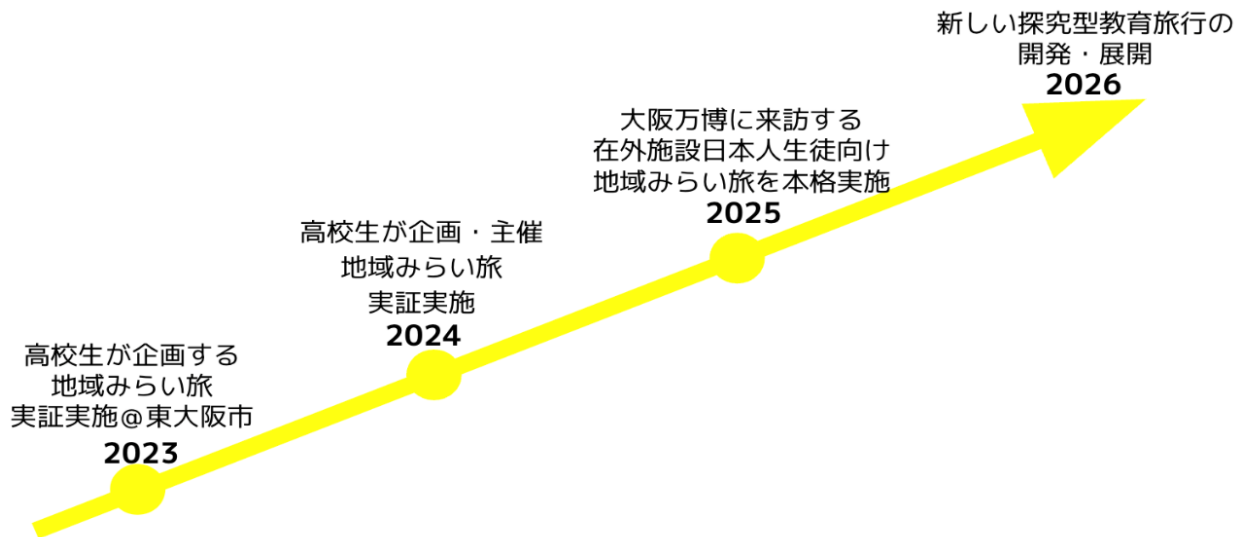 新しい探究型教育旅行の
開発・展開
2026
大阪万博に来訪する
在外施設日本人生徒向け
地域みらい旅を本格実施
2025
高校生が企画・主催
地域みらい旅
実証実施
2024
高校生が企画する
地域みらい旅
実証実施@東大阪市
2023